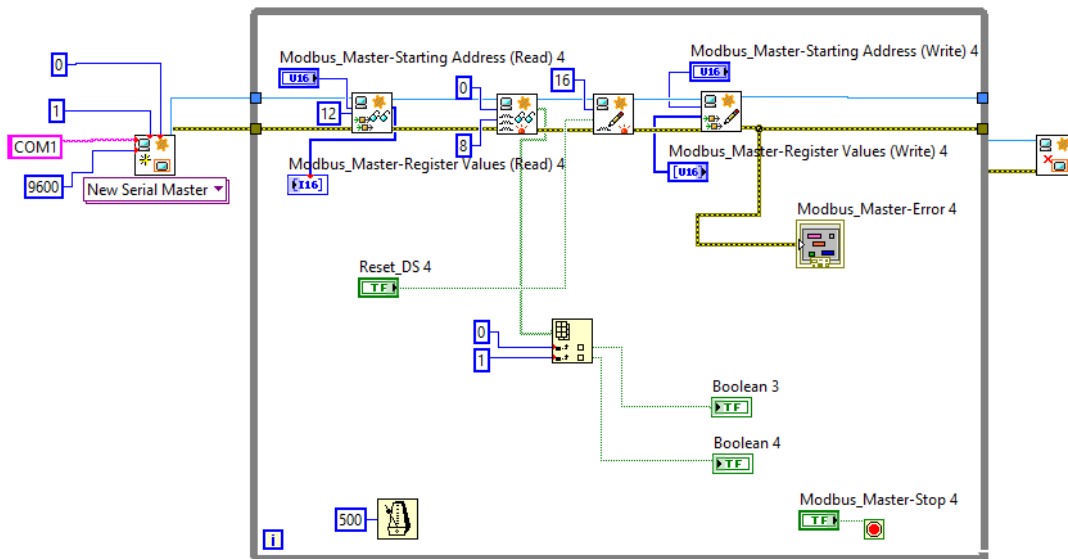 Modbus_Master-Starting Address (Write) 4
Modbus_Master-Starting Address (Read) 4
0
U16
U16
16
0
1
12
COM1
8
Modbus_Master-Register Values (Write) 4
Modbus_Master-Register Values (Read) 4
9600
New Serial Master
[I16]
[U16]
Modbus_Master-Error 4
Reset_DS 4
TF
0
1
Boolean 3
TF
Boolean 4
TF
Modbus_Master-Stop 4
500
TF
i